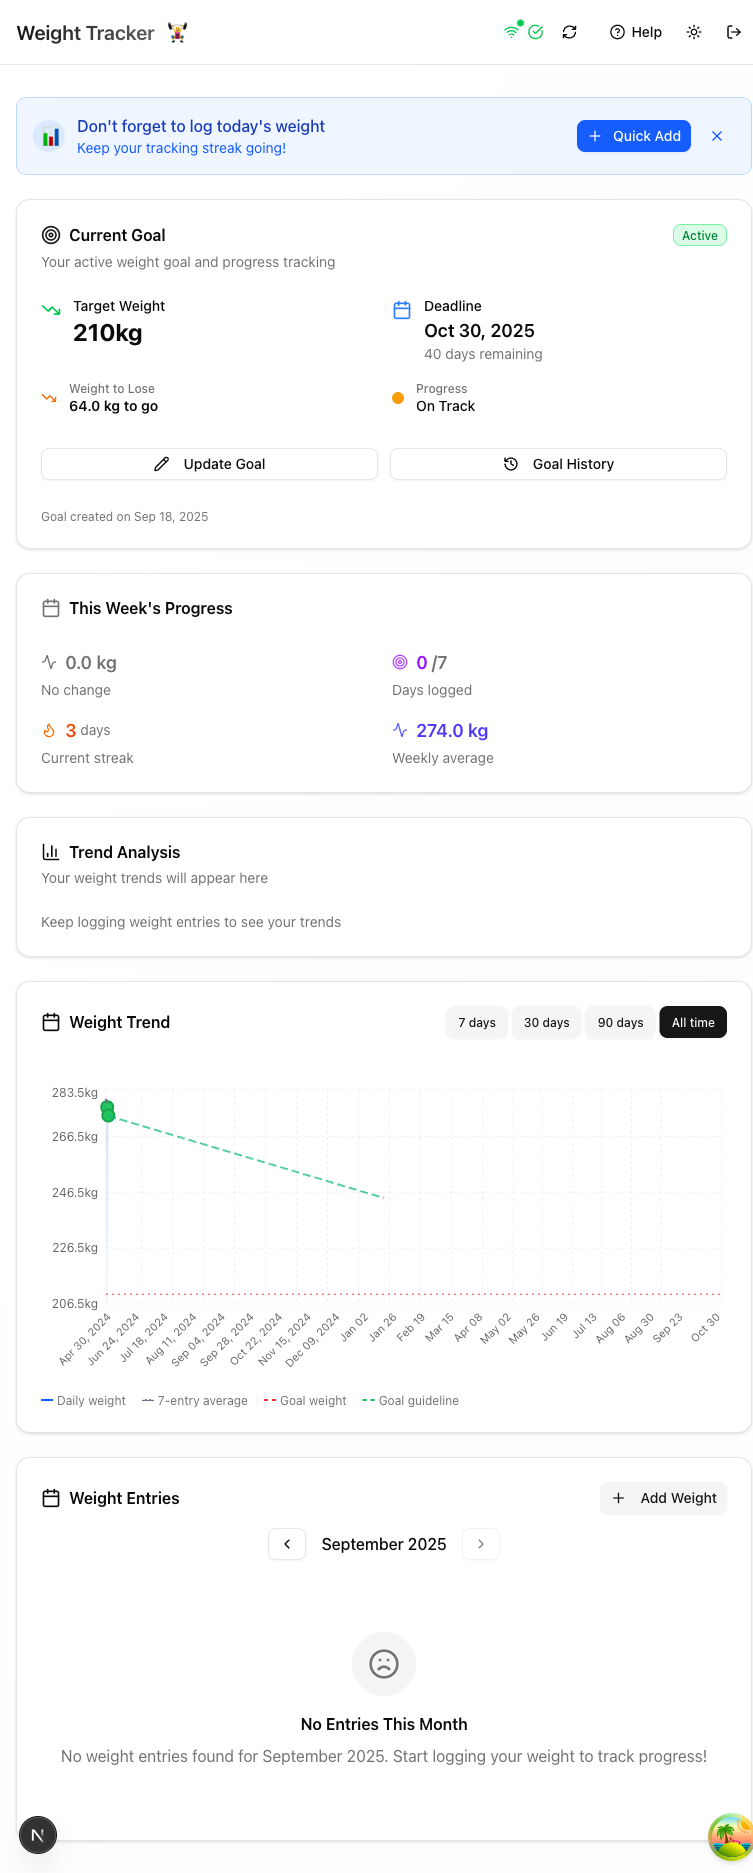 Weight Tracker
Help
Don't forget to log today's weight
Keep your tracking streak going!
Quick Add
Current Goal
Active
Your active weight goal and progress tracking
Target Weight
210kg
Deadline
Oct 30, 2025
40 days remaining
Weight to Lose
64.0 kg to go
Progress
On Track
Update Goal
Goal History
Goal created on Sep 18, 2025
This Week's Progress
0.0 kg
No change
0 /7
Days logged
3 days
Current streak
274.0 kg
Weekly average
Trend Analysis
Your weight trends will appear here
Keep logging weight entries to see your trends
Weight Trend
7 days
30 days
90 days
All time
283.5kg
266.5kg
246.5kg
226.5kg
206.5kg
Apr 30, 2024
Jun 24, 2024
Jul 18, 2024
Aug 11, 2024
Sep 04, 2024
Sep 28, 2024
Oct 22, 2024
Nov 15, 2024
Dec 09, 2024
Jan 02
Jan 26
Feb 19
Mar 15
Apr 08
May 02
May 26
Jun 19
Jul 13
Aug 06
Aug 30
Sep 23
Oct 30
Daily weight
7-entry average
Goal weight
Goal guideline
Weight Entries
Add Weight
September 2025
No Entries This Month
No weight entries found for September 2025. Start logging your weight to track progress!
N